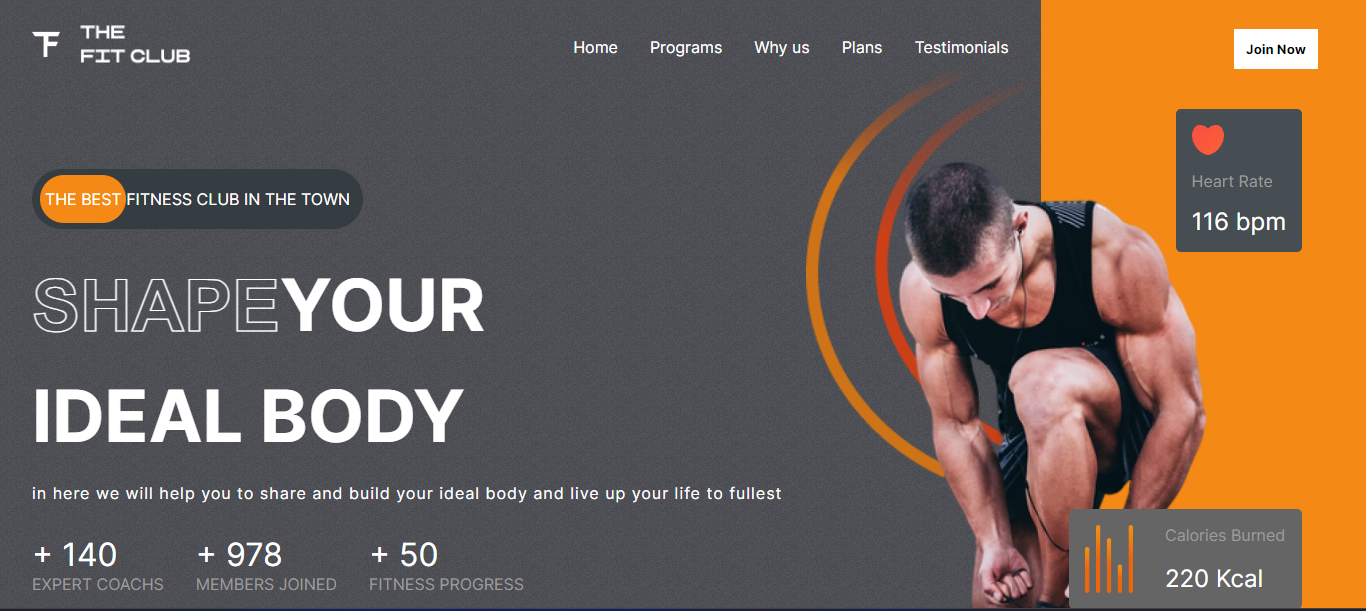 THE
FIT CLUB
Home Programs Why us Plans Testimonials
Join Now
Heart Rate
116 bpm
THE BEST FITNESS CLUB IN THE TOWN
SHAPEYOUR
IDEAL BODY
in here we will help you to share and build your ideal body and live up your life to fullest
+ 140
EXPERT COACHS
+ 978
MEMBERS JOINED
+ 50
FITNESS PROGRESS
Calories Burned
220 Kcal